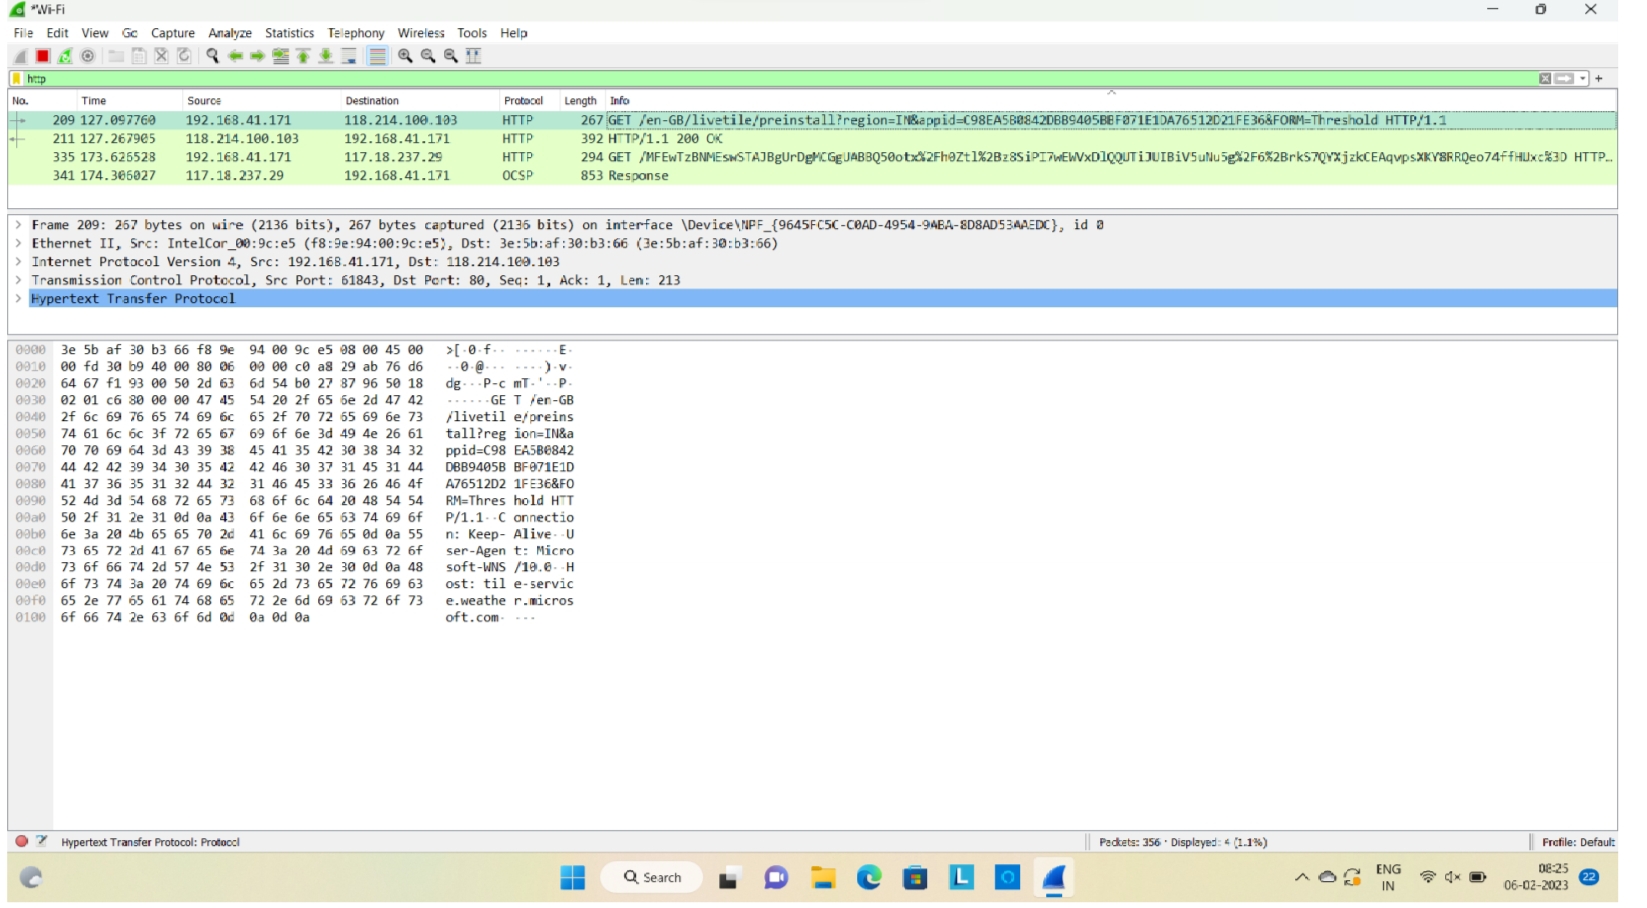 *Wi-Fi
File Edit View Go Capture Analyze Statistics Telephony Wireless Tools Help
http
No. Time Source Destination Protocol Length Info
209 127.097760 192.168.41.171 118.214.100.103 HTTP 267 GET /en-GB/livetile/preinstall?region=IN&appid=C98EA5B0842DBB9405BBF071E1DA76512D21FE36&FORM=Threshold HTTP/1.1
211 127.267905 118.214.100.103 192.168.41.171 HTTP 392 HTTP/1.1 200 OK
335 173.626528 192.168.41.171 117.18.237.29 HTTP 294 GET HTTP…
341 174.306027 117.18.237.29 192.168.41.171 OCSP 853 Response
> Frame 209: 267 bytes on wire (2136 bits), 267 bytes captured (2136 bits) on interface \Device\NPF_{9645FC5C-C0AD-4954-9ABA-8D8AD53AAEDC}, id 0
> Ethernet II, Src: IntelCor_00:9c:e5 (f8:9e:94:00:9c:e5), Dst: 3e:5b:af:30:b3:66 (3e:5b:af:30:b3:66)
> Internet Protocol Version 4, Src: 192.168.41.171, Dst: 118.214.100.103
> Transmission Control Protocol, Src Port: 61843, Dst Port: 80, Seq: 1, Ack: 1, Len: 213
> Hypertext Transfer Protocol
0000 3e 5b af 30 b3 66 f8 9e 94 00 9c e5 08 00 45 00 >[·0·f·· ······E·
0010 00 fd 30 b9 40 00 80 06 00 00 c0 a8 29 ab 76 d6 ··0·@··· ····)·v·
0020 64 67 f1 93 00 50 2d 63 6d 54 b0 27 87 96 50 18 dg···P-c mT·'··P·
0030 02 01 c6 80 00 00 47 45 54 20 2f 65 6e 2d 47 42 ······GE T /en-GB
0040 2f 6c 69 76 65 74 69 6c 65 2f 70 72 65 69 6e 73 /livetil e/preins
0050 74 61 6c 6c 3f 72 65 67 69 6f 6e 3d 49 4e 26 61 tall?reg ion=IN&a
0060 70 70 69 64 3d 43 39 38 45 41 35 42 30 38 34 32 ppid=C98 EA5B0842
0070 44 42 42 39 34 30 35 42 42 46 30 37 31 45 31 44 DBB9405B BF071E1D
0080 41 37 36 35 31 32 44 32 31 46 45 33 36 26 46 4f A76512D2 1FE36&FO
0090 52 4d 3d 54 68 72 65 73 68 6f 6c 64 20 48 54 54 RM=Thres hold HTT
00a0 50 2f 31 2e 31 0d 0a 43 6f 6e 6e 65 63 74 69 6f P/1.1··C onnectio
00b0 6e 3a 20 4b 65 65 70 2d 41 6c 69 76 65 0d 0a 55 n: Keep- Alive··U
00c0 73 65 72 2d 41 67 65 6e 74 3a 20 4d 69 63 72 6f ser-Agen t: Micro
00d0 73 6f 66 74 2d 57 4e 53 2f 31 30 2e 30 0d 0a 48 soft-WNS /10.0··H
00e0 6f 73 74 3a 20 74 69 6c 65 2d 73 65 72 76 69 63 ost: til e-servic
00f0 65 2e 77 65 61 74 68 65 72 2e 6d 69 63 72 6f 73 e.weathe r.micros
0100 6f 66 74 2e 63 6f 6d 0d 0a 0d 0a oft.com· ···
Hypertext Transfer Protocol: Protocol Packets: 356 · Displayed: 4 (1.1%) Profile: Default
Search L ENG 08:25 22
IN 06-02-2023